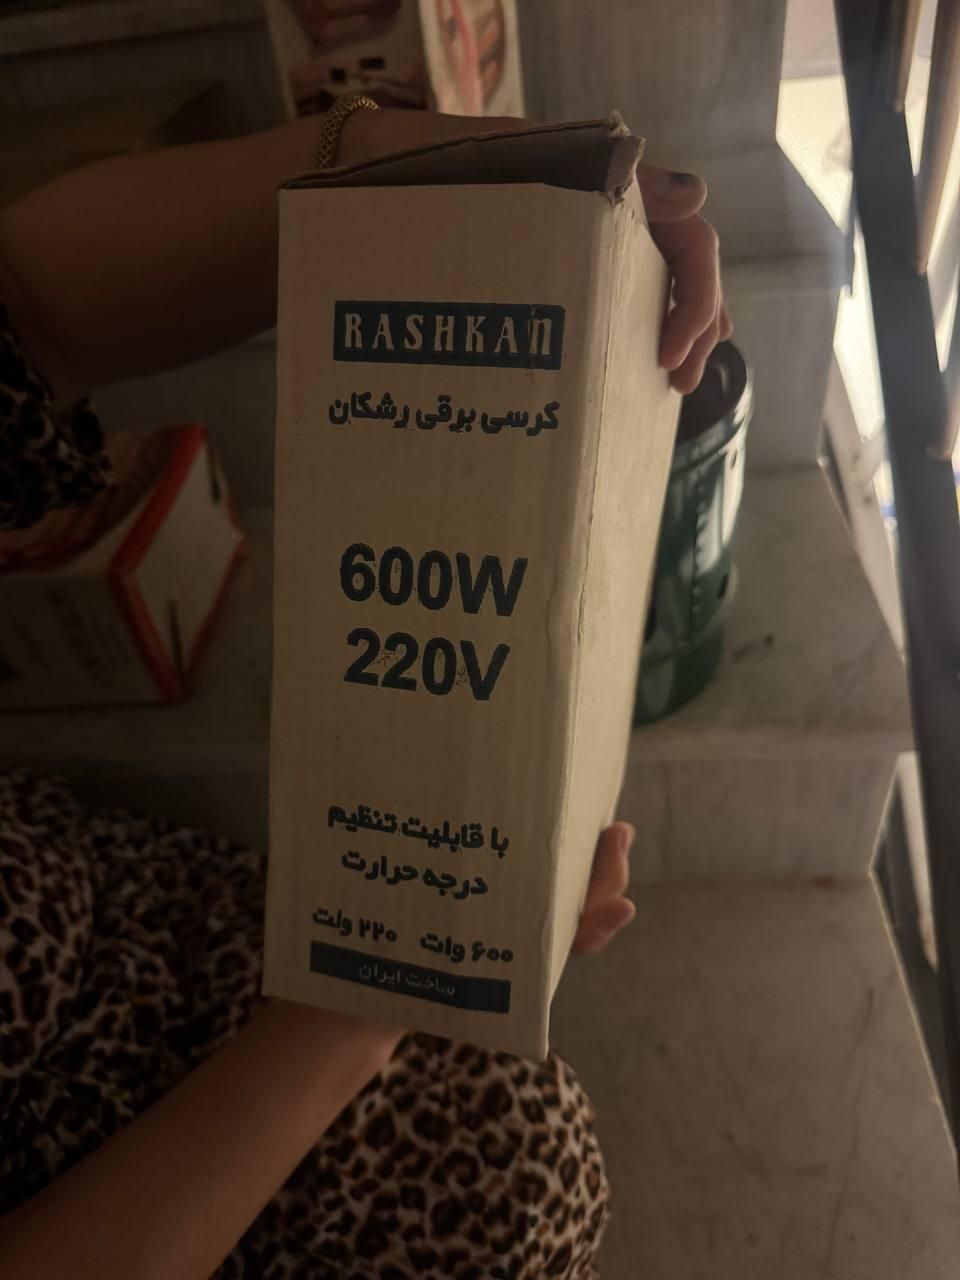 RASHKAN
کرسی برقی رشکان
600W
220V
با قابلیت تنظیم
درجه حرارت
۶۰۰ وات ۲۲۰ ولت
ساخت ایران